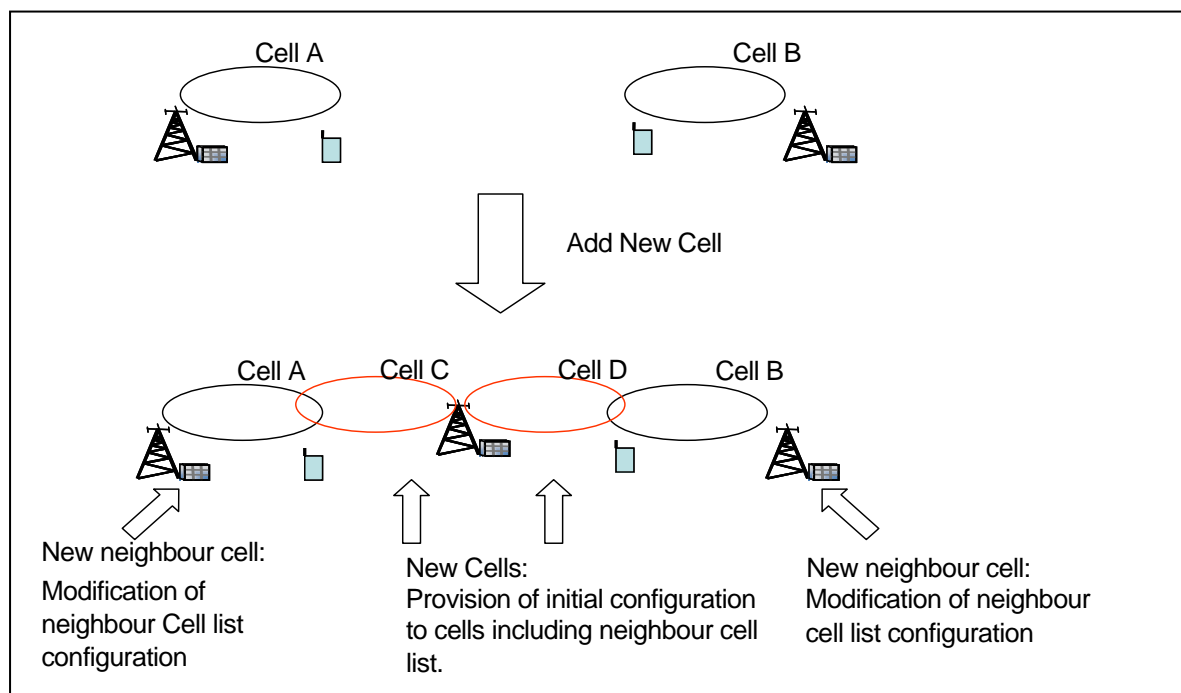 Cell A
Cell B
Add New Cell
Cell A
Cell C
Cell D
Cell B
New neighbour cell:
Modification of
neighbour Cell list
configuration
New Cells:
Provision of initial configuration
to cells including neighbour cell
list.
New neighbour cell:
Modification of neighbour
cell list configuration